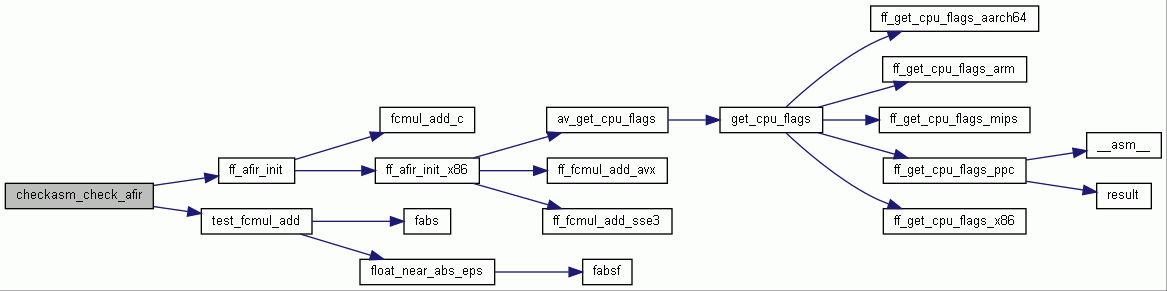 ff_get_cpu_flags_aarch64
ff_get_cpu_flags_arm
fcmul_add_c
av_get_cpu_flags
get_cpu_flags
ff_get_cpu_flags_mips
__asm__
ff_afir_init
ff_afir_init_x86
ff_fcmul_add_avx
ff_get_cpu_flags_ppc
checkasm_check_afir
result
test_fcmul_add
fabs
ff_fcmul_add_sse3
ff_get_cpu_flags_x86
float_near_abs_eps
fabsf